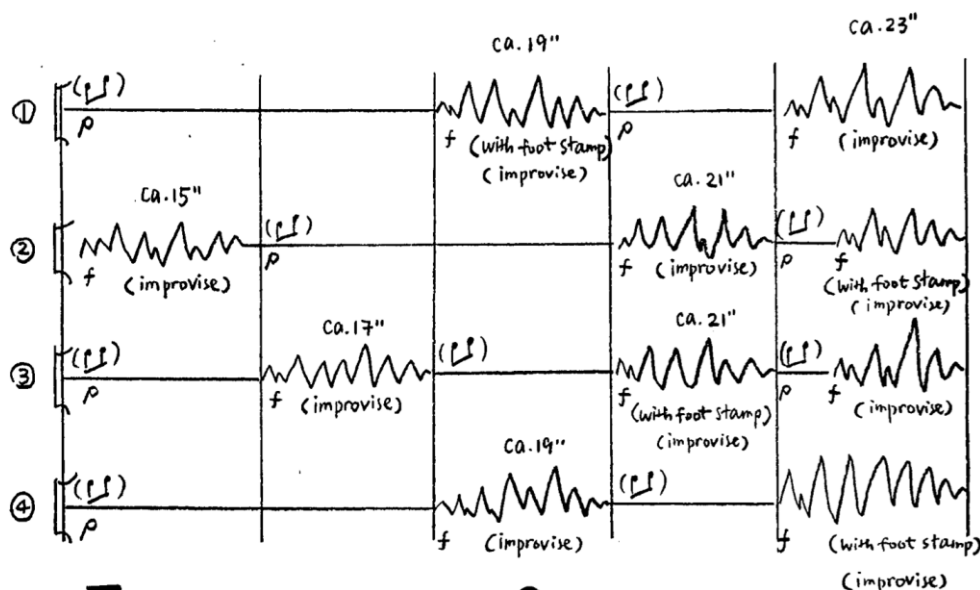 ca.19" ca.23"
①
p
f (with foot stamp)
(improvise)
p
f (improvise)
ca.15" ca.21"
②
f (improvise)
p
f (improvise)
p
f (with foot stamp)
(improvise)
ca.17" ca.21"
③
p
f (improvise)
f (with foot stamp)
(improvise)
p
f (improvise)
ca.19"
④
p
f (improvise)
f (with foot stamp)
(improvise)